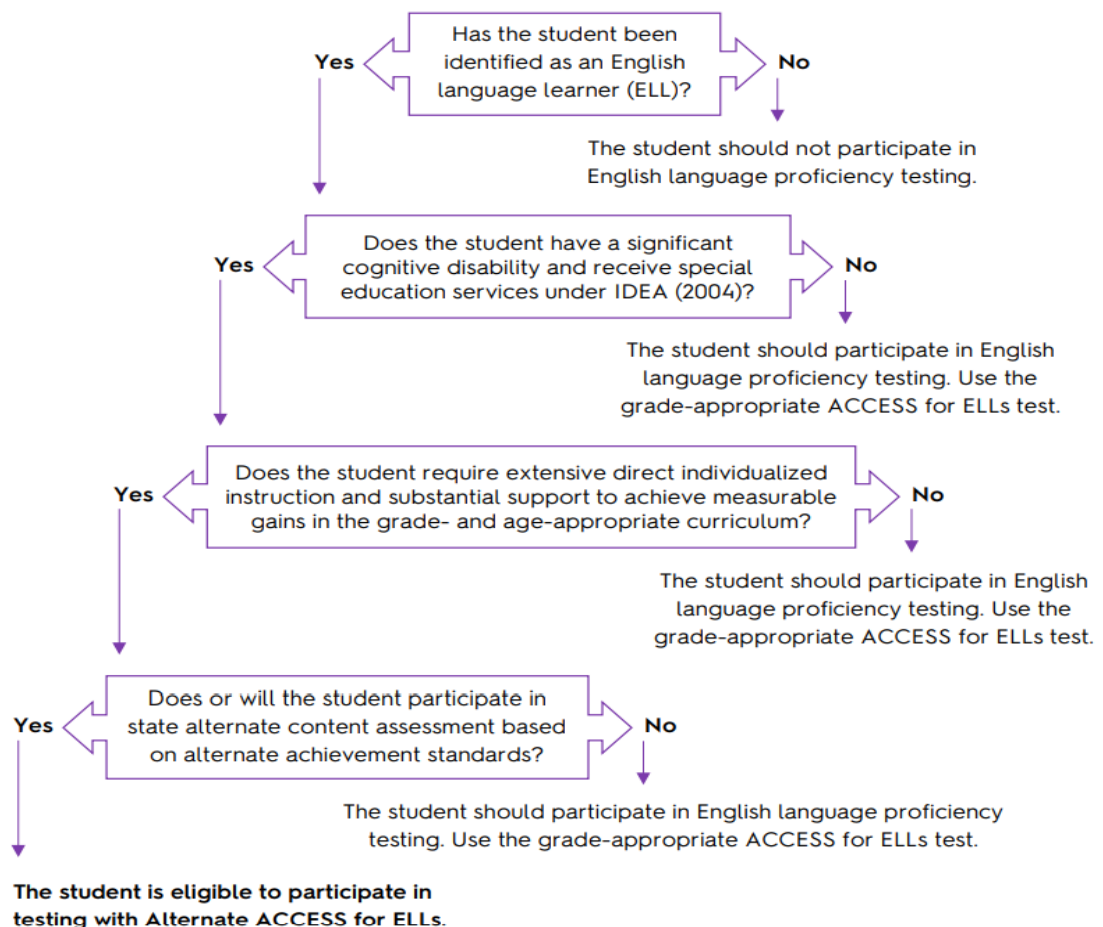 Has the student been
identified as an English
language learner (ELL)?
Yes
No
The student should not participate in
English language proficiency testing.
Does the student have a significant
cognitive disability and receive special
education services under IDEA (2004)?
Yes
No
The student should participate in English
language proficiency testing. Use the
grade-appropriate ACCESS for ELLs test.
Does the student require extensive direct individualized
instruction and substantial support to achieve measurable
gains in the grade- and age-appropriate curriculum?
Yes
No
The student should participate in English
language proficiency testing. Use the
grade-appropriate ACCESS for ELLs test.
Does or will the student participate in
state alternate content assessment based
on alternate achievement standards?
Yes
No
The student should participate in English language proficiency
testing. Use the grade-appropriate ACCESS for ELLs test.
The student is eligible to participate in
testing with Alternate ACCESS for ELLs.